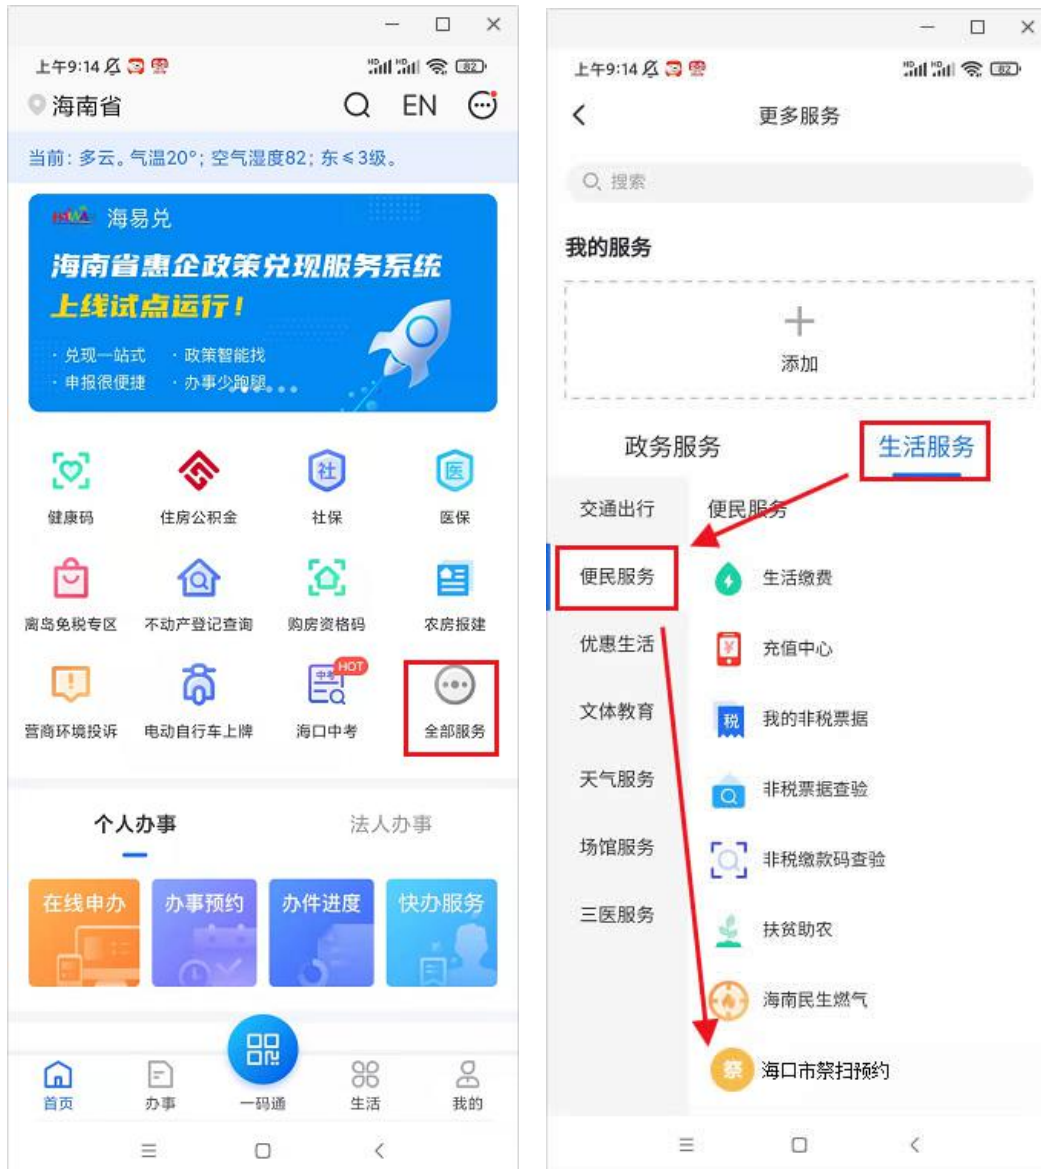 上午9:14
82
海南省
EN
当前：多云。气温20°；空气湿度82；东≤3级。
海易兑
海南省惠企政策兑现服务系统
上线试点运行！
· 兑现一站式 · 政策智能找
· 申报很便捷 · 办事少跑腿
健康码 住房公积金 社 社保 医 医保
离岛免税专区 不动产登记查询 购房资格码 农房报建
中考 HOT
营商环境投诉 电动自行车上牌 海口中考 全部服务
个人办事 法人办事
在线申办 办事预约 办件进度 快办服务
首页 办事 一码通 生活 我的
上午9:14
82
更多服务
搜索
我的服务
添加
政务服务 生活服务
交通出行
便民服务
优惠生活
文体教育
天气服务
场馆服务
三医服务
便民服务
生活缴费
充值中心
税 我的非税票据
非税票据查验
非税缴款码查验
扶贫助农
海南民生燃气
祭 海口市祭扫预约